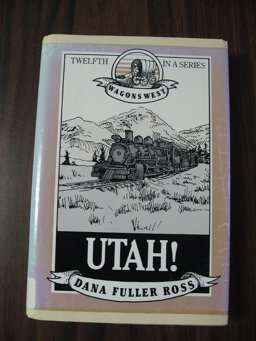 TWELFTH IN A SERIES
WAGONS WEST
UTAH!
DANA FULLER ROSS